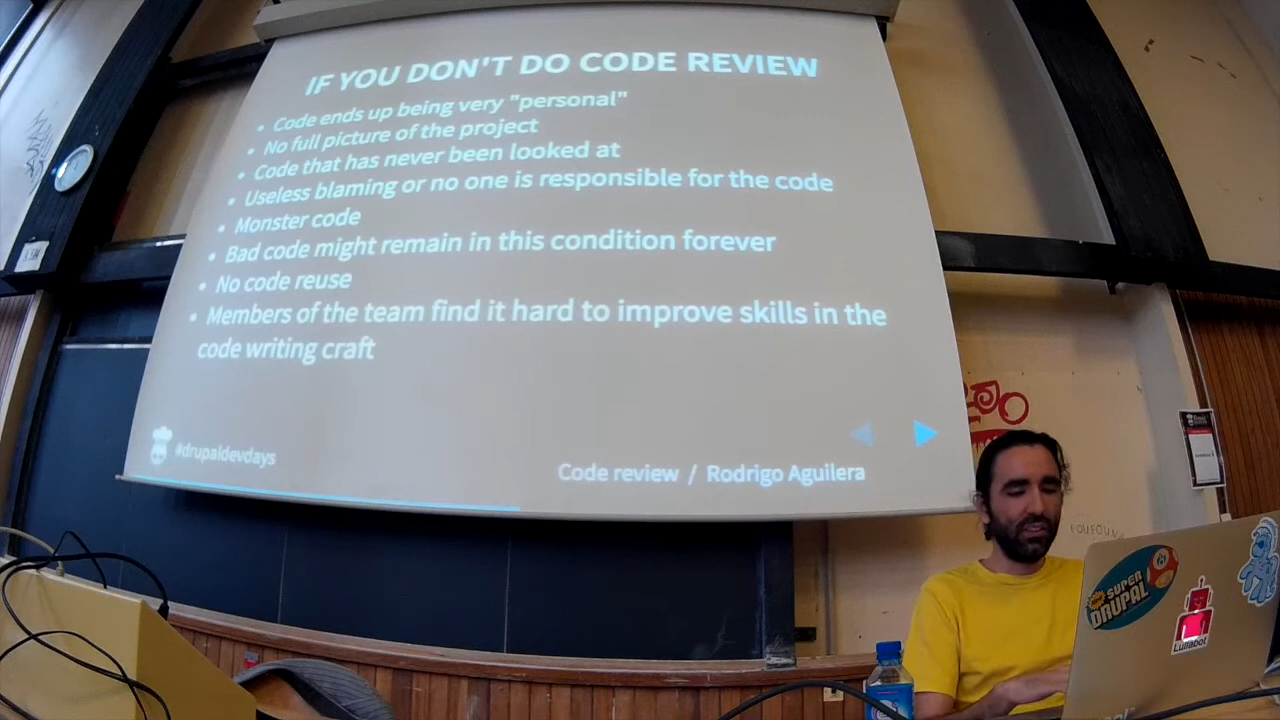 IF YOU DON'T DO CODE REVIEW
• Code ends up being very "personal"
• No full picture of the project
• Code that has never been looked at
• Useless blaming or no one is responsible for the code
• Monster code
• Bad code might remain in this condition forever
• No code reuse
• Members of the team find it hard to improve skills in the
code writing craft
#drupaldevdays
Code review / Rodrigo Aguilera
SUPER
DRUPAL
Lullabot